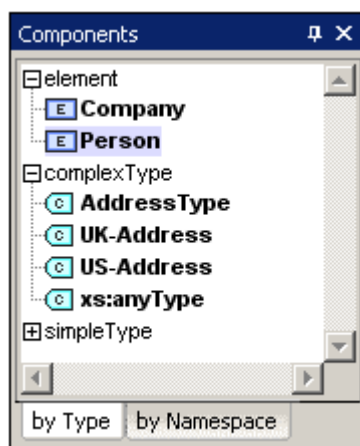 Components
element
E Company
E Person
complexType
C AddressType
C UK-Address
C US-Address
C xs:anyType
simpleType
by Type by Namespace